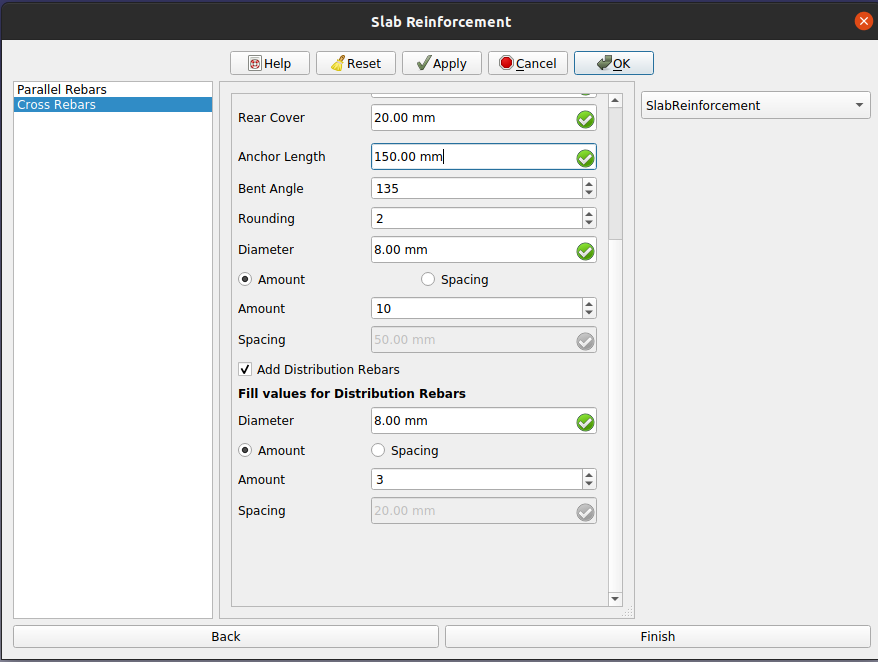 Slab Reinforcement
Help Reset Apply Cancel OK
Parallel Rebars
Cross Rebars
SlabReinforcement
Rear Cover 20.00 mm
Anchor Length 150.00 mm
Bent Angle 135
Rounding 2
Diameter 8.00 mm
Amount Spacing
Amount 10
Spacing 50.00 mm
Add Distribution Rebars
Fill values for Distribution Rebars
Diameter 8.00 mm
Amount Spacing
Amount 3
Spacing 20.00 mm
Back Finish